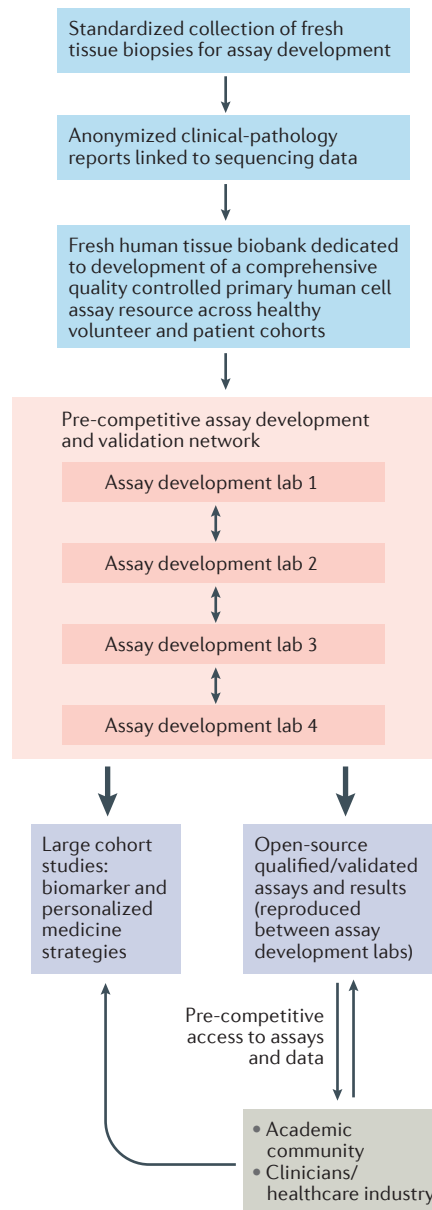 Standardized collection of fresh
tissue biopsies for assay development
Anonymized clinical-pathology
reports linked to sequencing data
Fresh human tissue biobank dedicated
to development of a comprehensive
quality controlled primary human cell
assay resource across healthy
volunteer and patient cohorts
Pre-competitive assay development
and validation network
Assay development lab 1
Assay development lab 2
Assay development lab 3
Assay development lab 4
Large cohort
studies:
biomarker and
personalized
medicine
strategies
Open-source
qualified/validated
assays and results
(reproduced
between assay
development labs)
Pre-competitive
access to assays
and data
• Academic
community
• Clinicians/
healthcare industry